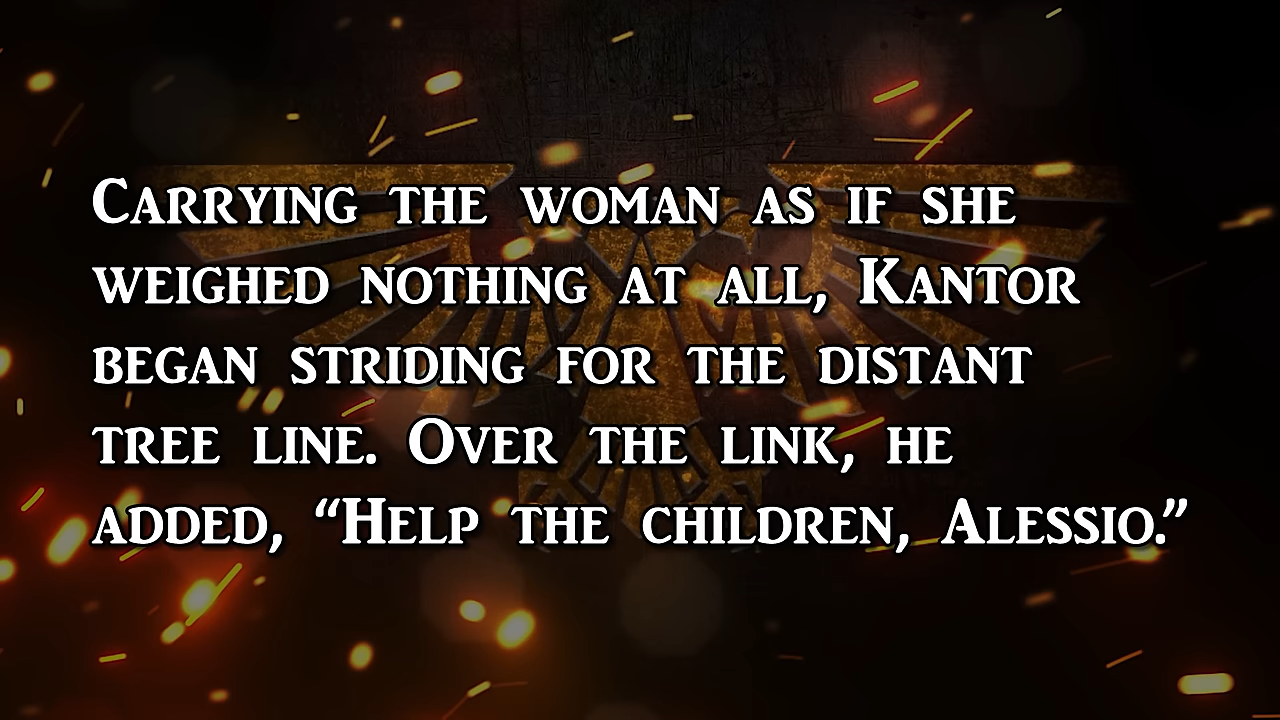 Carrying the woman as if she
weighed nothing at all, Kantor
began striding for the distant
tree line. Over the link, he
added, “Help the children, Alessio.”